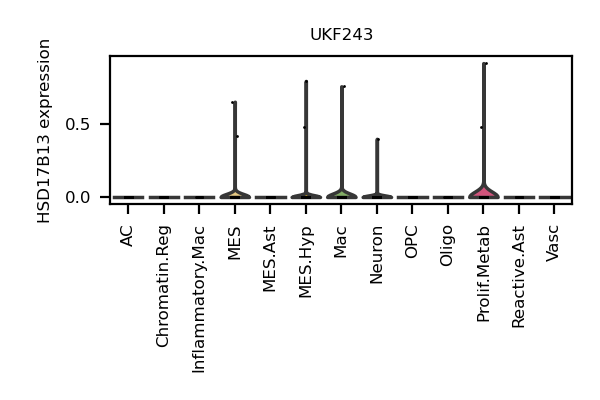 UKF243
HSD17B13 expression
0.5
0.0
AC
Chromatin.Reg
Inflammatory.Mac
MES
MES.Ast
MES.Hyp
Mac
Neuron
OPC
Oligo
Prolif.Metab
Reactive.Ast
Vasc